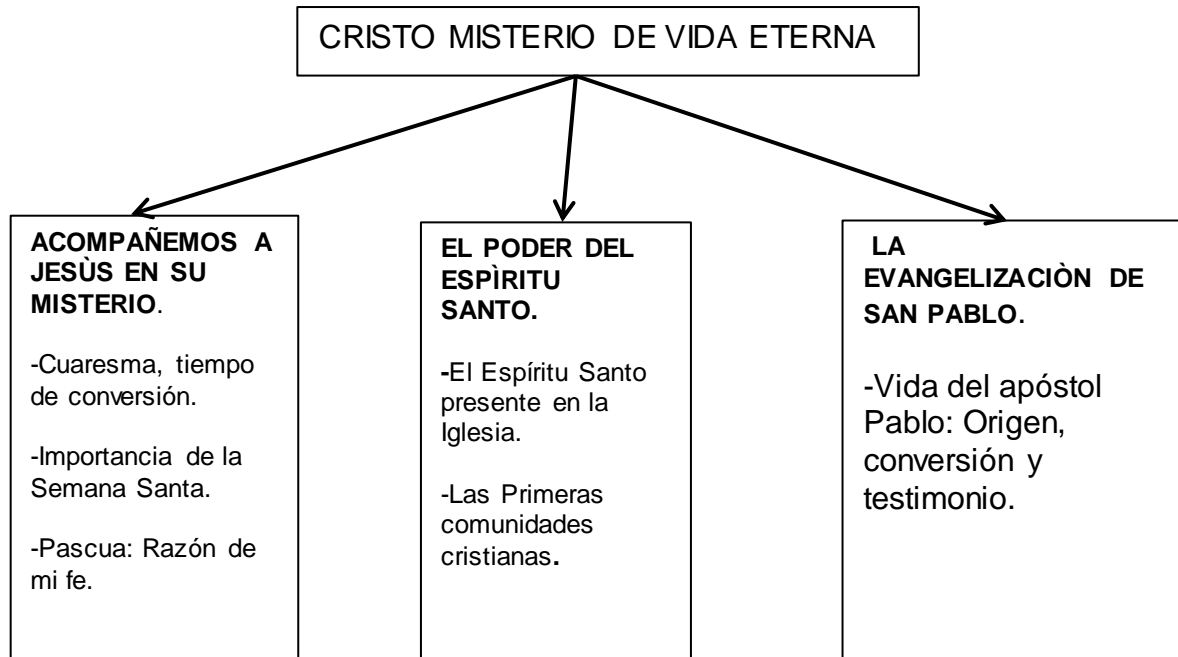 CRISTO MISTERIO DE VIDA ETERNA
ACOMPAÑEMOS A
JESÙS EN SU
MISTERIO.
-Cuaresma, tiempo
de conversión.
-Importancia de la
Semana Santa.
-Pascua: Razón de
mi fe.
EL PODER DEL
ESPÌRITU
SANTO.
-El Espíritu Santo
presente en la
Iglesia.
-Las Primeras
comunidades
cristianas.
LA
EVANGELIZACIÒN DE
SAN PABLO.
-Vida del apóstol
Pablo: Origen,
conversión y
testimonio.